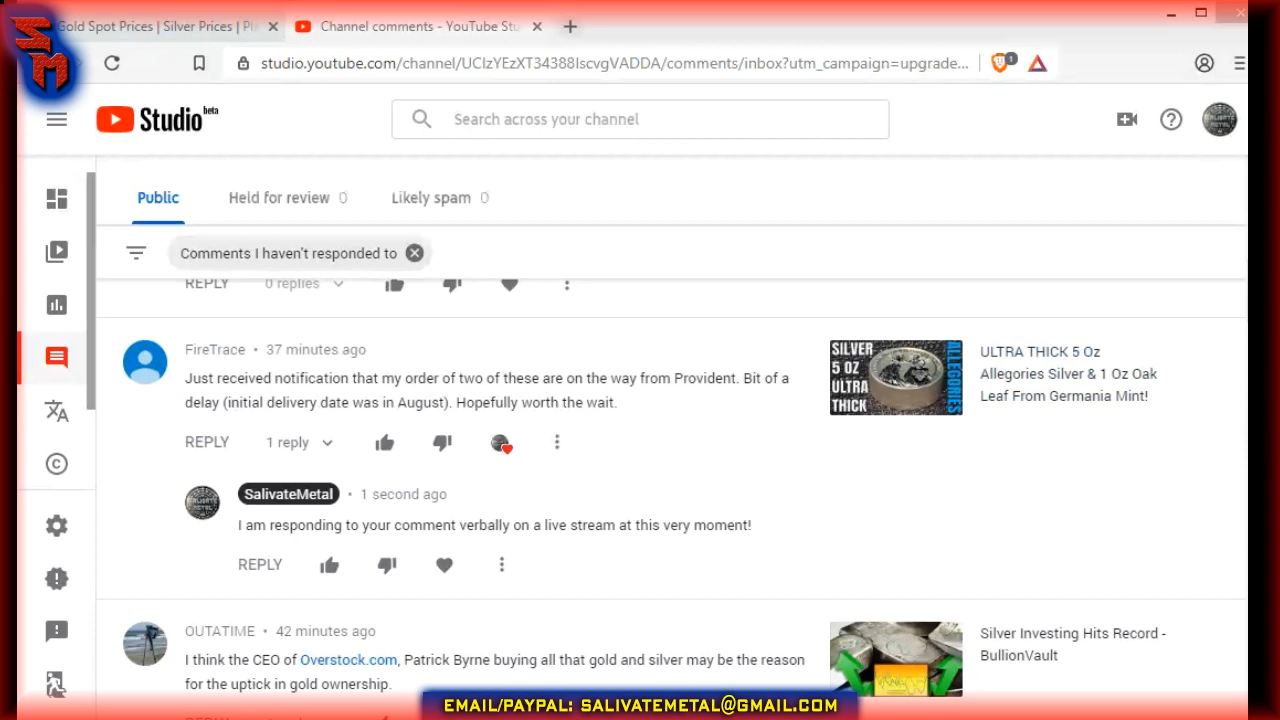 Gold Spot Prices | Silver Prices | Pl
Channel comments - YouTube Stu
SM
studio.youtube.com/channel/UCIzYEzXT34388IscvgVADDA/comments/inbox?utm_campaign=upgrade...
1
Studio beta
Search across your channel
Public
Held for review 0
Likely spam 0
Comments I haven't responded to
REPLY
0 replies
FireTrace • 37 minutes ago
Just received notification that my order of two of these are on the way from Provident. Bit of a
delay (initial delivery date was in August). Hopefully worth the wait.
REPLY
1 reply
SILVER
5 OZ
ULTRA
THICK
ALLEGORIES
ULTRA THICK 5 Oz
Allegories Silver & 1 Oz Oak
Leaf From Germania Mint!
SalivateMetal • 1 second ago
I am responding to your comment verbally on a live stream at this very moment!
REPLY
OUTATIME • 42 minutes ago
I think the CEO of Overstock.com, Patrick Byrne buying all that gold and silver may be the reason
for the uptick in gold ownership.
Silver Investing Hits Record -
BullionVault
EMAIL/PAYPAL: SALIVATEMETAL@GMAIL.COM